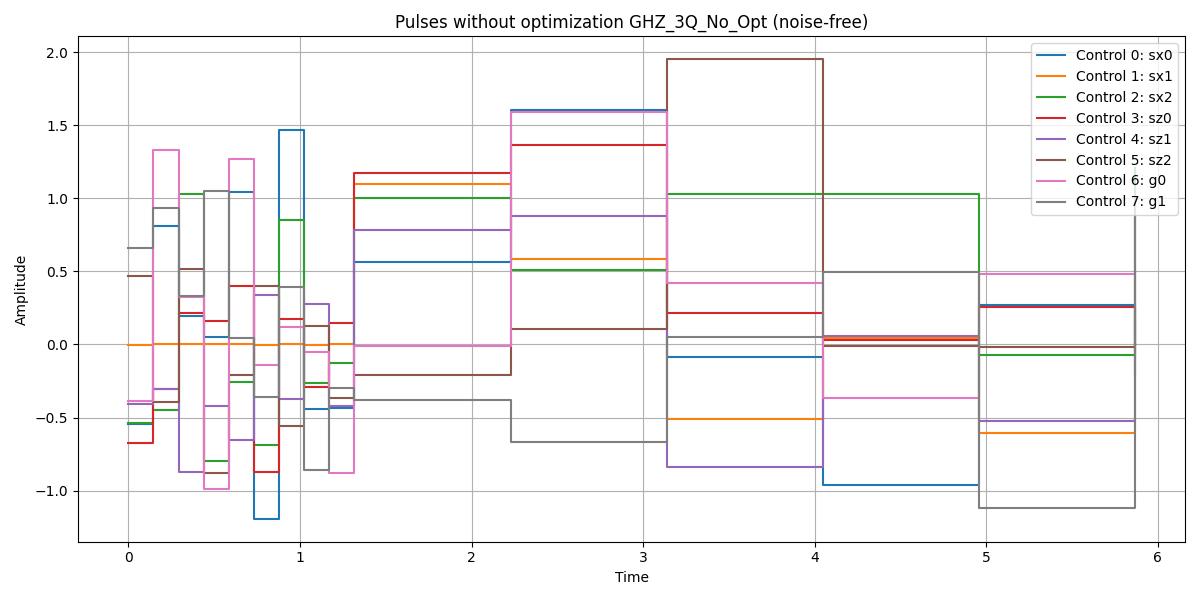 Pulses without optimization GHZ_3Q_No_Opt (noise-free)
2.0
1.5
1.0
0.5
0.0
−0.5
−1.0
Amplitude
Control 0: sx0
Control 1: sx1
Control 2: sx2
Control 3: sz0
Control 4: sz1
Control 5: sz2
Control 6: g0
Control 7: g1
0 1 2 3 4 5 6
Time